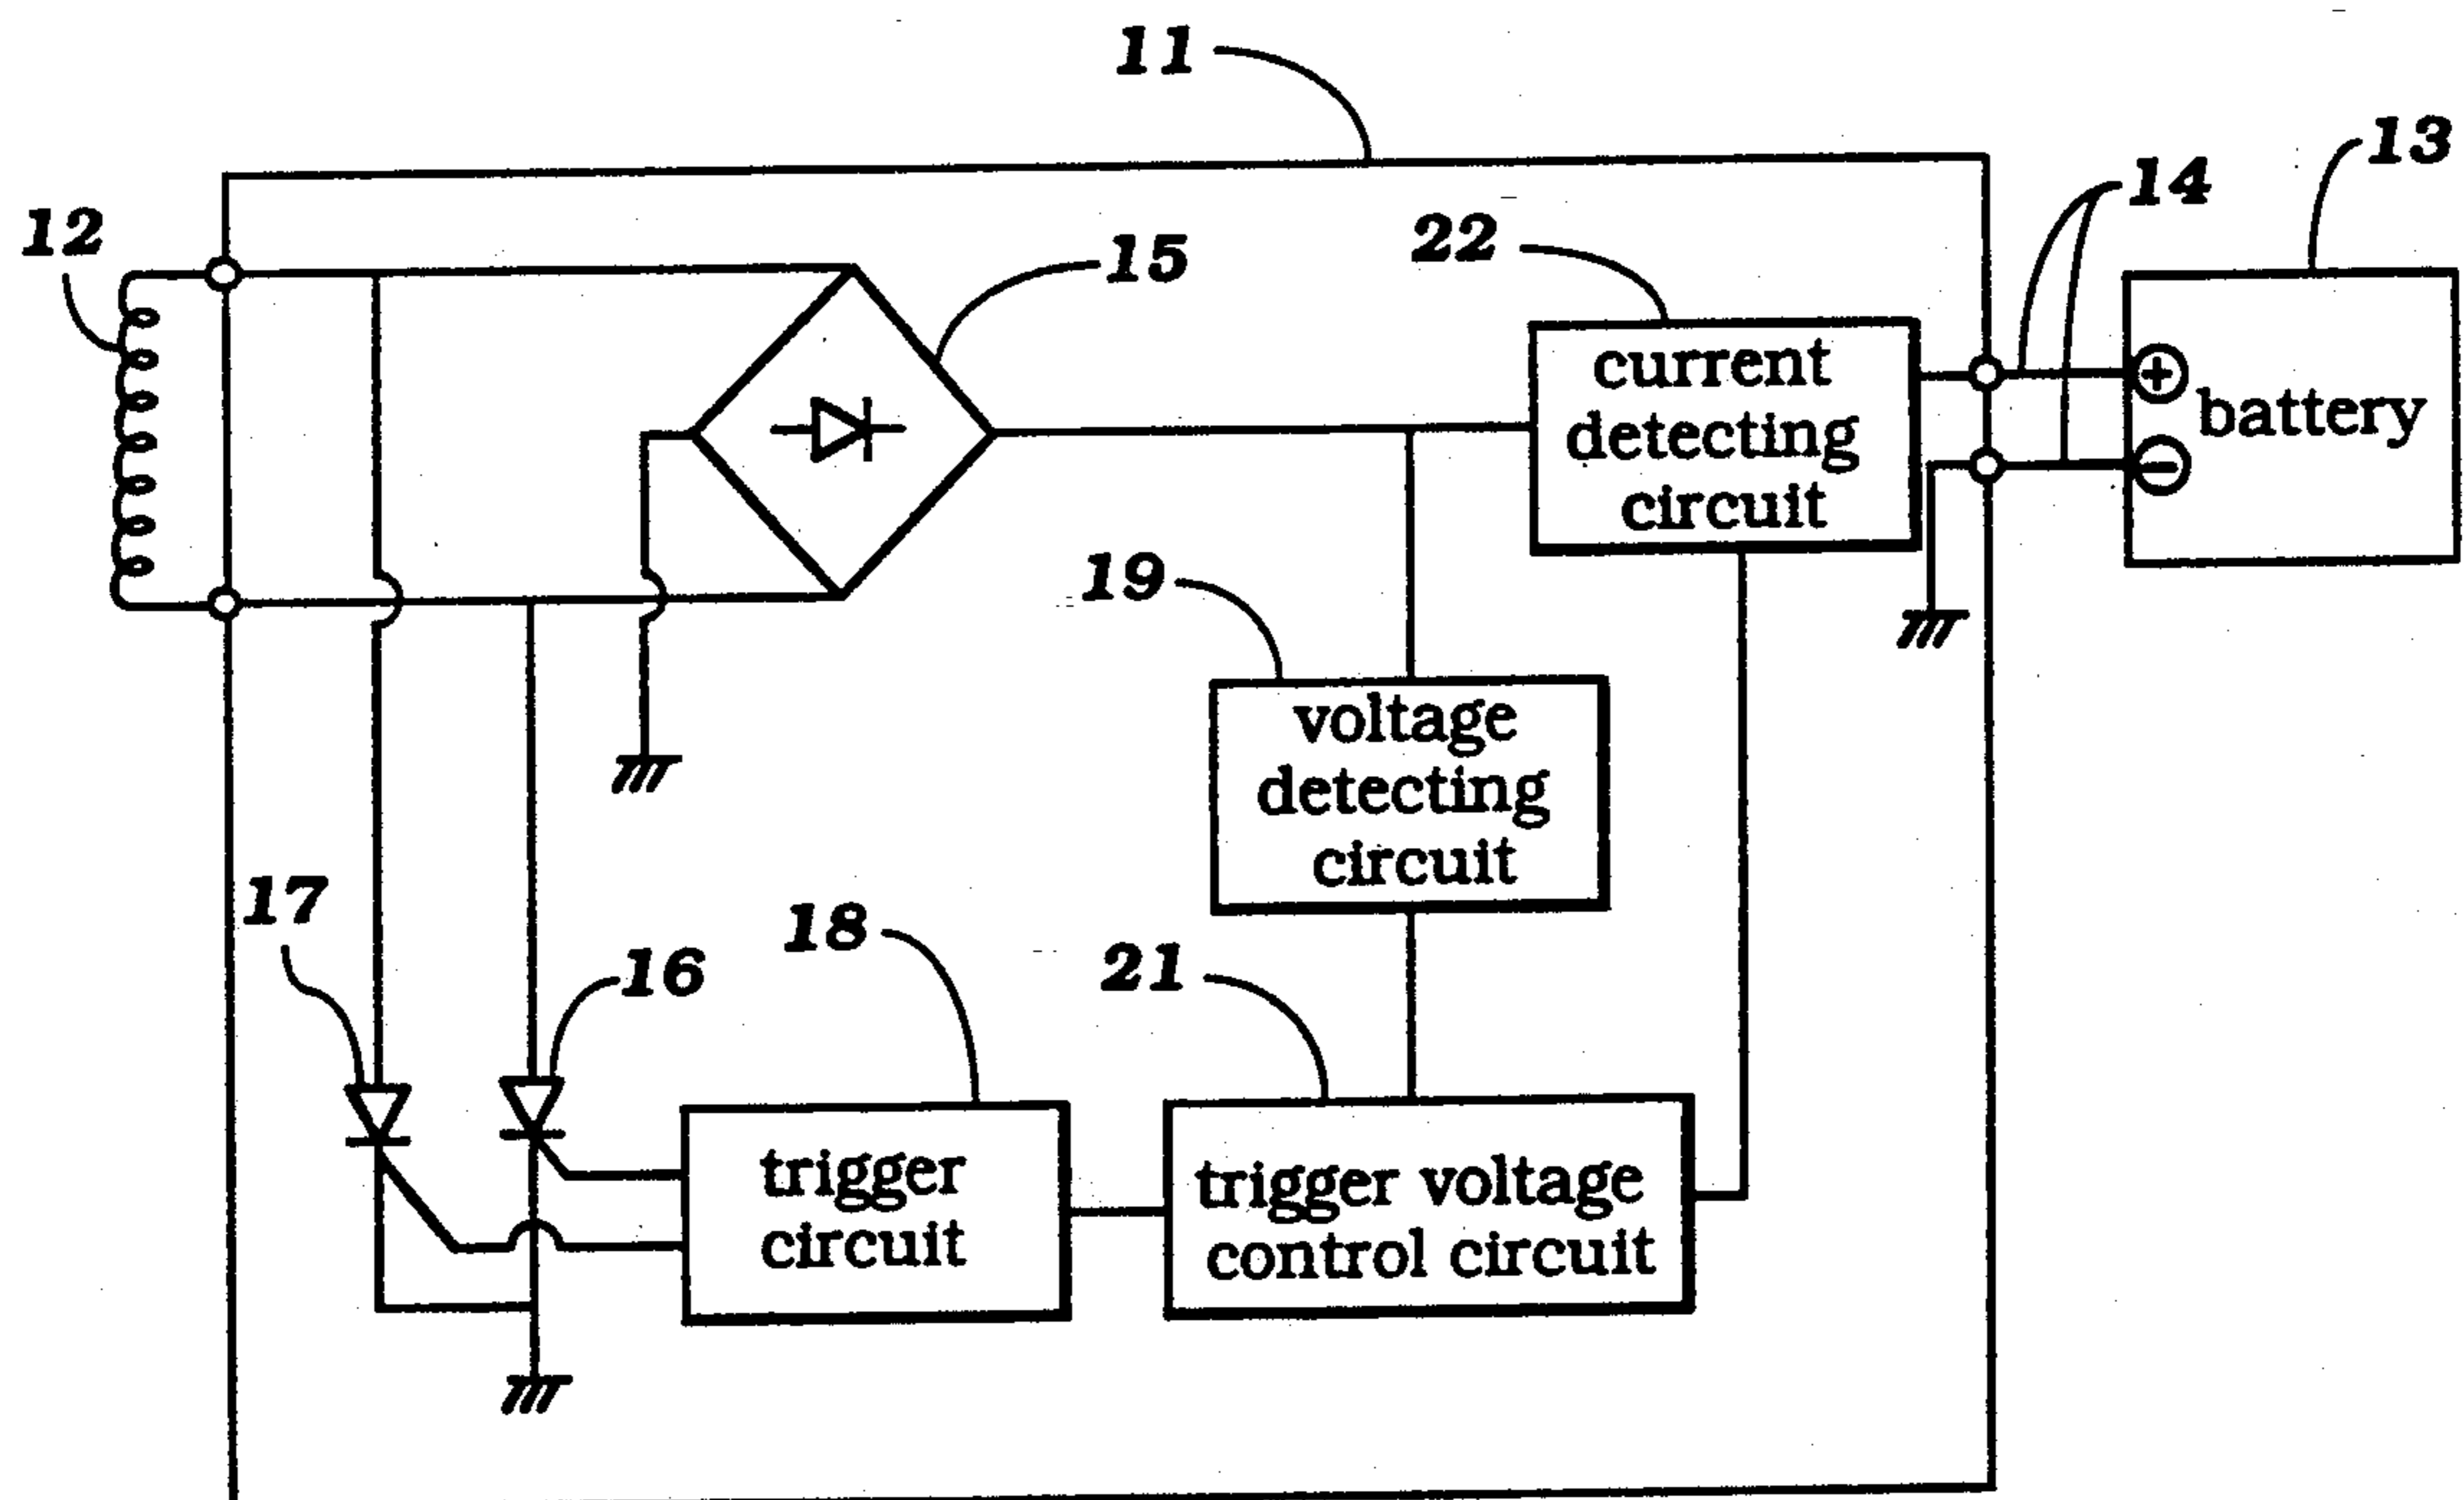 11
13
14
12
22
15
current
detecting
circuit
+
battery
−
19
voltage
detecting
circuit
17
18
16
21
trigger
circuit
trigger voltage
control circuit